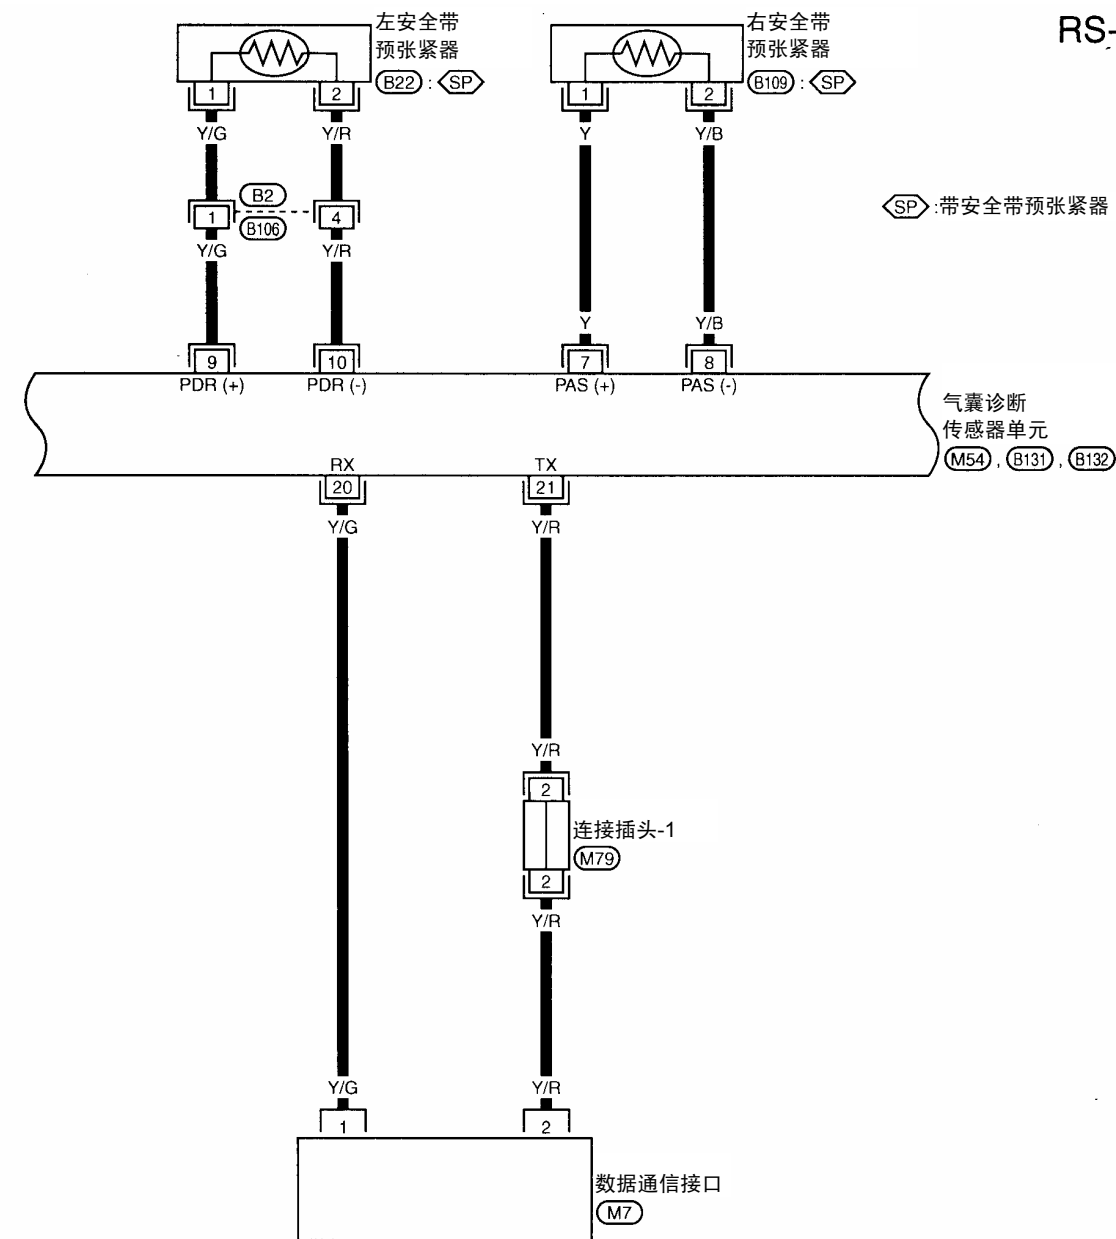 左安全带
预张紧器
B22 : SP
右安全带
预张紧器
B109 : SP
RS-
1 2
1 2
Y/G Y/R
Y Y/B
SP :带安全带预张紧器
B2
1 4
B106
Y/G Y/R
Y Y/B
9 10 7 8
PDR (+) PDR (-) PAS (+) PAS (-)
气囊诊断
传感器单元
M54 , B131 , B132
RX TX
20 21
Y/G Y/R
Y/R
2
连接插头-1
M79
2
Y/R
Y/G Y/R
1 2
数据通信接口
M7